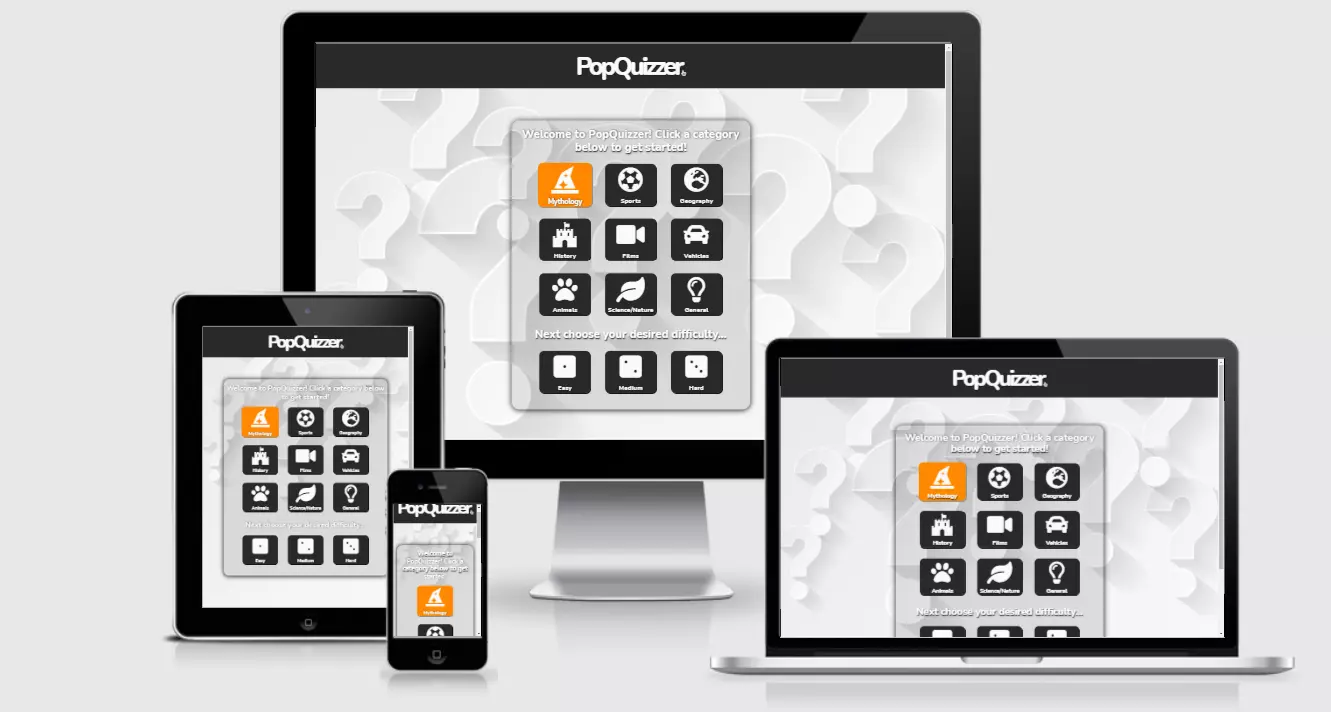 PopQuizzer
Welcome to PopQuizzer! Click a category
below to get started!
Mythology
Sports
Geography
History
Films
Vehicles
Animals
Science/Nature
General
Next choose your desired difficulty...
Easy
Medium
Hard
PopQuizzer
Welcome to PopQuizzer! Click a category below
to get started!
Mythology
Sports
Geography
History
Films
Vehicles
Animals
Science/Nature
General
Next choose your desired difficulty...
Easy
Medium
Hard
PopQuizzer
Welcome to
PopQuizzer! Click a
category below to get
started!
Mythology
PopQuizzer
Welcome to PopQuizzer! Click a category
below to get started!
Mythology
Sports
Geography
History
Films
Vehicles
Animals
Science/Nature
General
Next choose your desired difficulty...